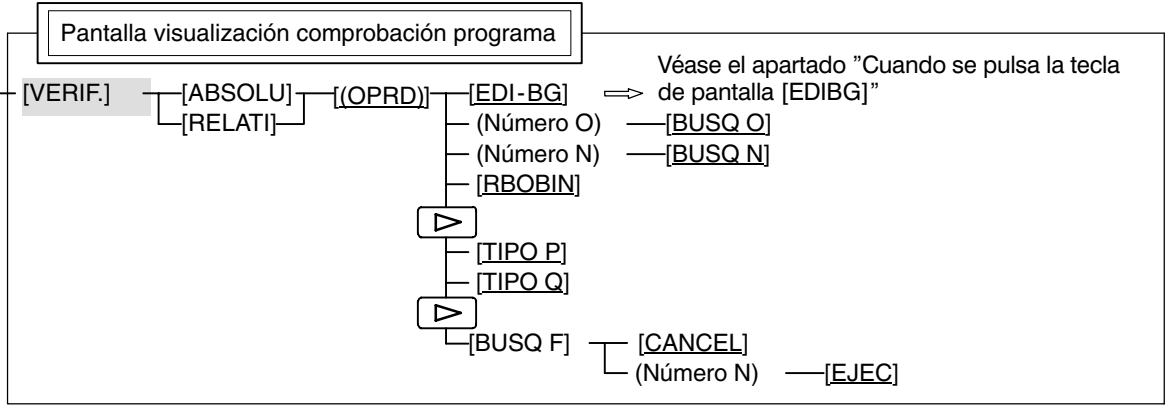 Pantalla visualización comprobación programa
[VERIF.] [ABSOLU] [(OPRD)] [EDI-BG] Véase el apartado ”Cuando se pulsa la tecla
de pantalla [EDIBG]”
[RELATI] (Número O) [BUSQ O]
(Número N) [BUSQ N]
[RBOBIN]
[TIPO P]
[TIPO Q]
[BUSQ F] [CANCEL]
(Número N) [EJEC]